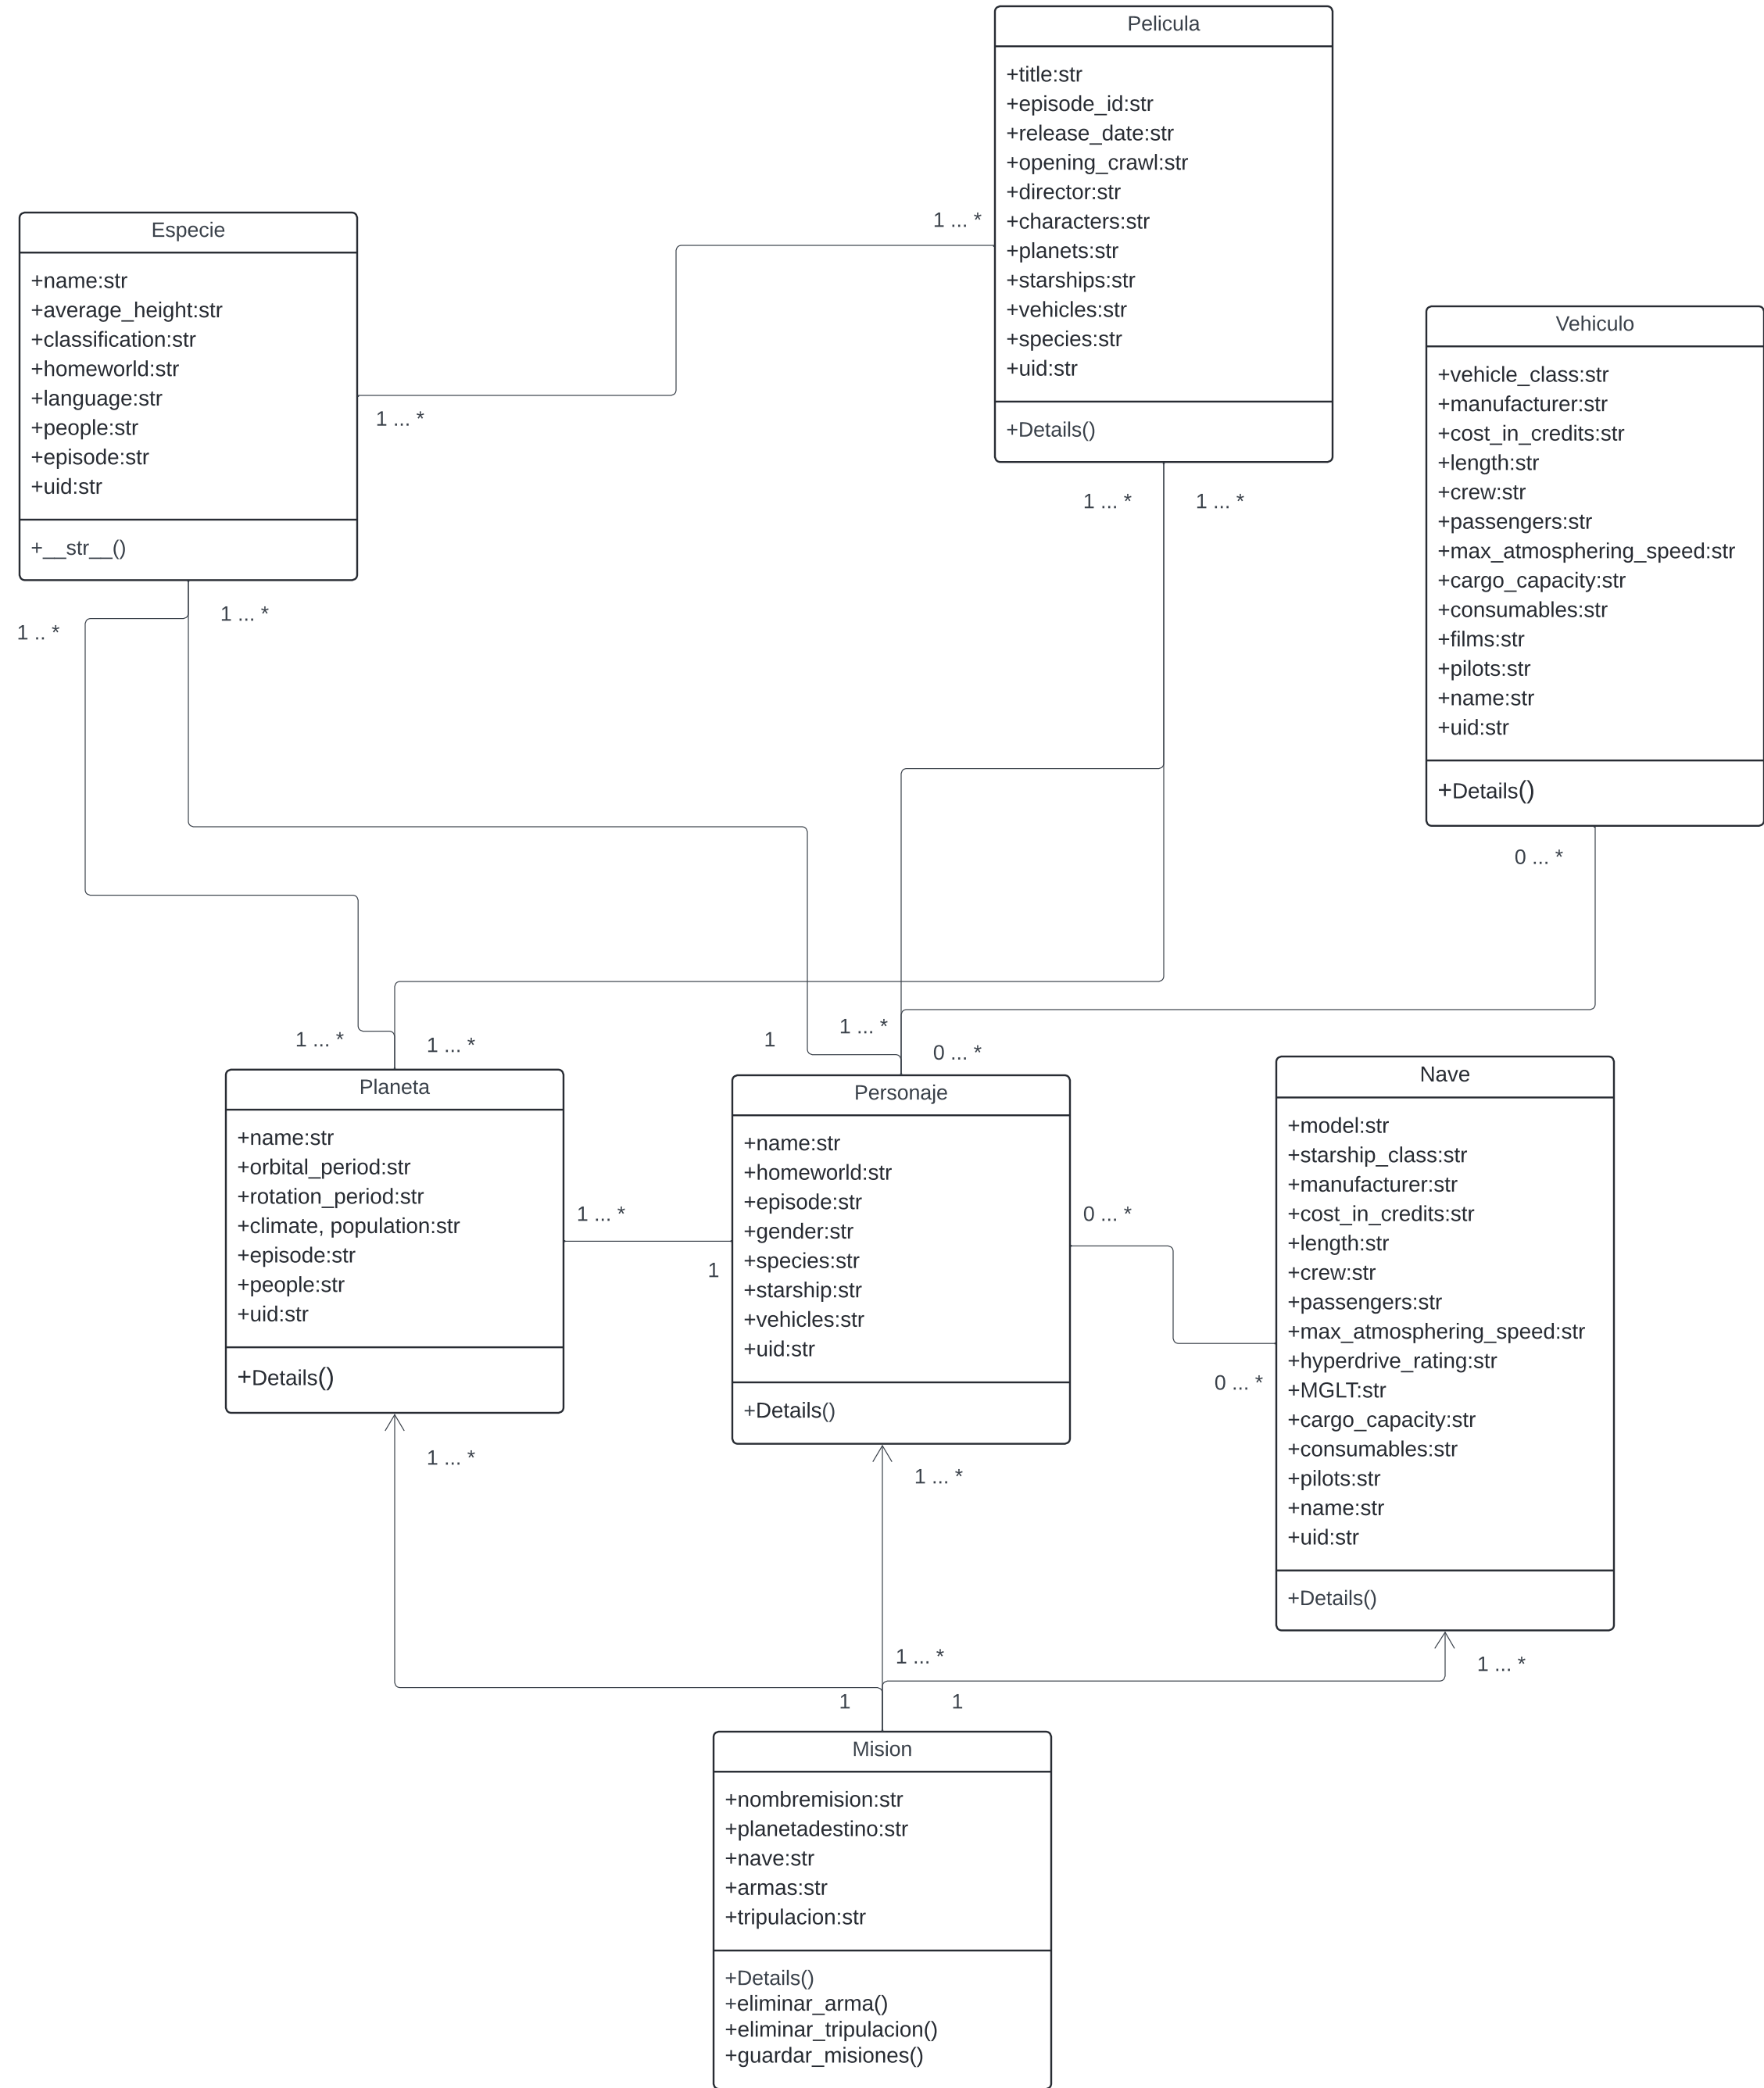 Pelicula
+title:str
+episode_id:str
+release_date:str
+opening_crawl:str
+director:str
+characters:str
+planets:str
+starships:str
+vehicles:str
+species:str
+uid:str
+Details()
1 ... *
1 ... *
1 ... *
Especie
+name:str
+average_height:str
+classification:str
+homeworld:str
+language:str
+people:str
+episode:str
+uid:str
+__str__()
1 ... *
1 .. *
1 ... *
Vehiculo
+vehicle_class:str
+manufacturer:str
+cost_in_credits:str
+length:str
+crew:str
+passengers:str
+max_atmosphering_speed:str
+cargo_capacity:str
+consumables:str
+films:str
+pilots:str
+name:str
+uid:str
+Details()
0 ... *
1 ... *
1 ... *
Planeta
+name:str
+orbital_period:str
+rotation_period:str
+climate, population:str
+episode:str
+people:str
+uid:str
+Details()
1 ... *
1 ... *
1
1 ... *
0 ... *
Personaje
+name:str
+homeworld:str
+episode:str
+gender:str
+species:str
+starship:str
+vehicles:str
+uid:str
+Details()
1
0 ... *
1 ... *
Nave
+model:str
+starship_class:str
+manufacturer:str
+cost_in_credits:str
+length:str
+crew:str
+passengers:str
+max_atmosphering_speed:str
+hyperdrive_rating:str
+MGLT:str
+cargo_capacity:str
+consumables:str
+pilots:str
+name:str
+uid:str
+Details()
0 ... *
1 ... *
1 ... *
1
1
Mision
+nombremision:str
+planetadestino:str
+nave:str
+armas:str
+tripulacion:str
+Details()
+eliminar_arma()
+eliminar_tripulacion()
+guardar_misiones()